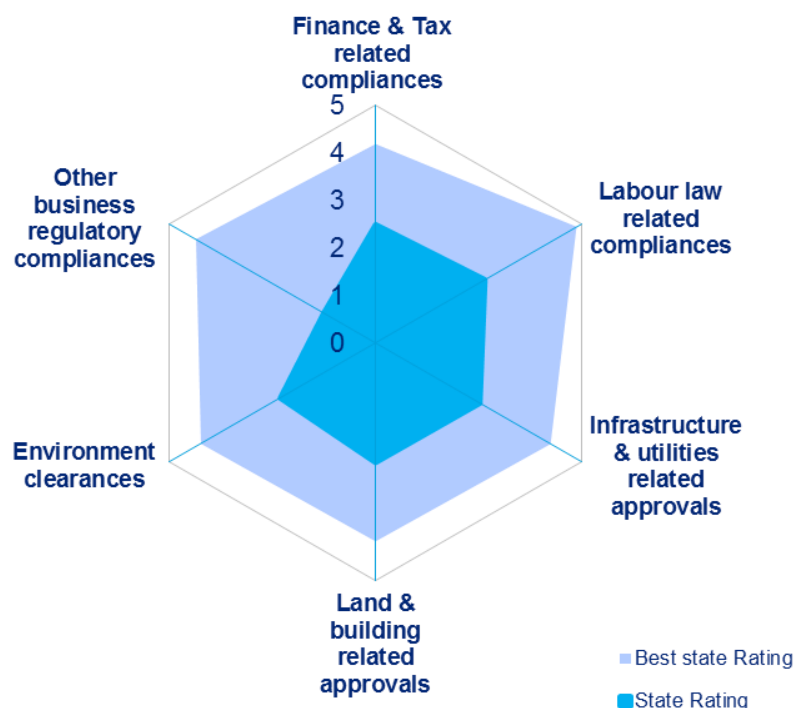 Finance & Tax
related
compliances
5
4
3
2
1
0
Other
business
regulatory
compliances
Labour law
related
compliances
Environment
clearances
Infrastructure
& utilities
related
approvals
Land &
building
related
approvals
Best state Rating
State Rating